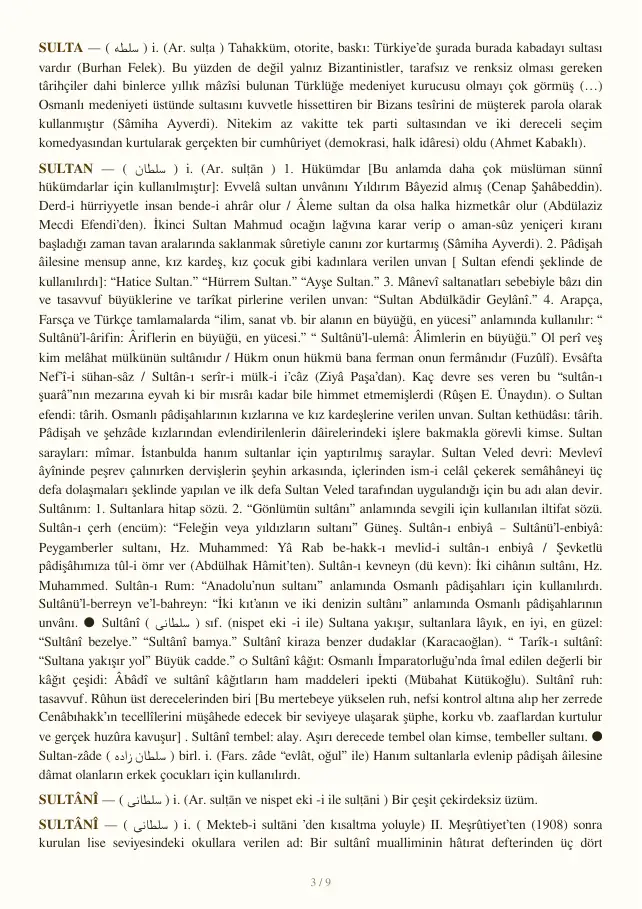 SULTA — ( سلطه ) i. (Ar. sulṭa ) Tahakküm, otorite, baskı: Türkiye’de şurada burada kabadayı sultası
vardır (Burhan Felek). Bu yüzden de değil yalnız Bizantinistler, tarafsız ve renksiz olması gereken
târihçiler dahi binlerce yıllık mâzîsi bulunan Türklüğe medeniyet kurucusu olmayı çok görmüş (…)
Osmanlı medeniyeti üstünde sultasını kuvvetle hissettiren bir Bizans tesîrini de müşterek parola olarak
kullanmıştır (Sâmiha Ayverdi). Nitekim az vakitte tek parti sultasından ve iki dereceli seçim
komedyasından kurtularak gerçekten bir cumhûriyet (demokrasi, halk idâresi) oldu (Ahmet Kabaklı).
SULTAN — ( سلطان ) i. (Ar. sulṭān ) 1. Hükümdar [Bu anlamda daha çok müslüman sünnî
hükümdarlar için kullanılmıştır]: Evvelâ sultan unvânını Yıldırım Bâyezid almış (Cenap Şahâbeddin).
Derd-i hürriyyetle insan bende-i ahrâr olur / Âleme sultan da olsa halka hizmetkâr olur (Abdülaziz
Mecdi Efendi’den). İkinci Sultan Mahmud ocağın lağvına karar verip o aman-sûz yeniçeri kıranı
başladığı zaman tavan aralarında saklanmak sûretiyle canını zor kurtarmış (Sâmiha Ayverdi). 2. Pâdişah
âilesine mensup anne, kız kardeş, kız çocuk gibi kadınlara verilen unvan [ Sultan efendi şeklinde de
kullanılırdı]: “Hatice Sultan.” “Hürrem Sultan.” “Ayşe Sultan.” 3. Mânevî saltanatları sebebiyle bâzı din
ve tasavvuf büyüklerine ve tarîkat pirlerine verilen unvan: “Sultan Abdülkādir Geylânî.” 4. Arapça,
Farsça ve Türkçe tamlamalarda “ilim, sanat vb. bir alanın en büyüğü, en yücesi” anlamında kullanılır: “
Sultânü’l-ârifin: Âriflerin en büyüğü, en yücesi.” “ Sultânü’l-ulemâ: Âlimlerin en büyüğü.” Ol perî veş
kim melâhat mülkünün sultânıdır / Hükm onun hükmü bana ferman onun fermânıdır (Fuzûlî). Evsâfta
Nef’î-i sühan-sâz / Sultân-ı serîr-i mülk-i i’câz (Ziyâ Paşa’dan). Kaç devre ses veren bu “sultân-ı
şuarâ”nın mezarına eyvah ki bir mısrâı kadar bile himmet etmemişlerdi (Rûşen E. Ünaydın). ѻ Sultan
efendi: târih. Osmanlı pâdişahlarının kızlarına ve kız kardeşlerine verilen unvan. Sultan kethüdâsı: târih.
Pâdişah ve şehzâde kızlarından evlendirilenlerin dâirelerindeki işlere bakmakla görevli kimse. Sultan
sarayları: mîmar. İstanbulda hanım sultanlar için yaptırılmış saraylar. Sultan Veled devri: Mevlevî
âyîninde peşrev çalınırken dervişlerin şeyhin arkasında, içlerinden ism-i celâl çekerek semâhâneyi üç
defa dolaşmaları şeklinde yapılan ve ilk defa Sultan Veled tarafından uygulandığı için bu adı alan devir.
Sultânım: 1. Sultanlara hitap sözü. 2. “Gönlümün sultânı” anlamında sevgili için kullanılan iltifat sözü.
Sultân-ı çerh (encüm): “Feleğin veya yıldızların sultanı” Güneş. Sultân-ı enbiyâ – Sultânü’l-enbiyâ:
Peygamberler sultanı, Hz. Muhammed: Yâ Rab be-hakk-ı mevlid-i sultân-ı enbiyâ / Şevketlü
pâdişâhımıza tûl-i ömr ver (Abdülhak Hâmit’ten). Sultân-ı kevneyn (dü kevn): İki cihânın sultânı, Hz.
Muhammed. Sultân-ı Rum: “Anadolu’nun sultanı” anlamında Osmanlı pâdişahları için kullanılırdı.
Sultânü’l-berreyn ve’l-bahreyn: “İki kıt’anın ve iki denizin sultânı” anlamında Osmanlı pâdişahlarının
unvânı. ● Sultânî ( سلطانى ) sıf. (nispet eki -i ile) Sultana yakışır, sultanlara lâyık, en iyi, en güzel:
“Sultânî bezelye.” “Sultânî bamya.” Sultânî kiraza benzer dudaklar (Karacaoğlan). “ Tarîk-ı sultânî:
“Sultana yakışır yol” Büyük cadde.” ѻ Sultânî kâğıt: Osmanlı İmparatorluğu’nda îmal edilen değerli bir
kâğıt çeşidi: Âbâdî ve sultânî kâğıtların ham maddeleri ipekti (Mübahat Kütükoğlu). Sultânî ruh:
tasavvuf. Rûhun üst derecelerinden biri [Bu mertebeye yükselen ruh, nefsi kontrol altına alıp her zerrede
Cenâbıhakk’ın tecellîlerini müşâhede edecek bir seviyeye ulaşarak şüphe, korku vb. zaaflardan kurtulur
ve gerçek huzûra kavuşur] . Sultânî tembel: alay. Aşırı derecede tembel olan kimse, tembeller sultanı. ●
Sultan-zâde ( سلطان زاده ) birl. i. (Fars. zâde “evlât, oğul” ile) Hanım sultanlarla evlenip pâdişah âilesine
dâmat olanların erkek çocukları için kullanılırdı.
SULTÂNÎ — ( سلطانى ) i. (Ar. sulṭān ve nispet eki -i ile sulṭāni ) Bir çeşit çekirdeksiz üzüm.
SULTÂNÎ — ( سلطانى ) i. ( Mekteb-i sultāni ’den kısaltma yoluyle) II. Meşrûtiyet’ten (1908) sonra
kurulan lise seviyesindeki okullara verilen ad: Bir sultânî mualliminin hâtırat defterinden üç dört
3 / 9